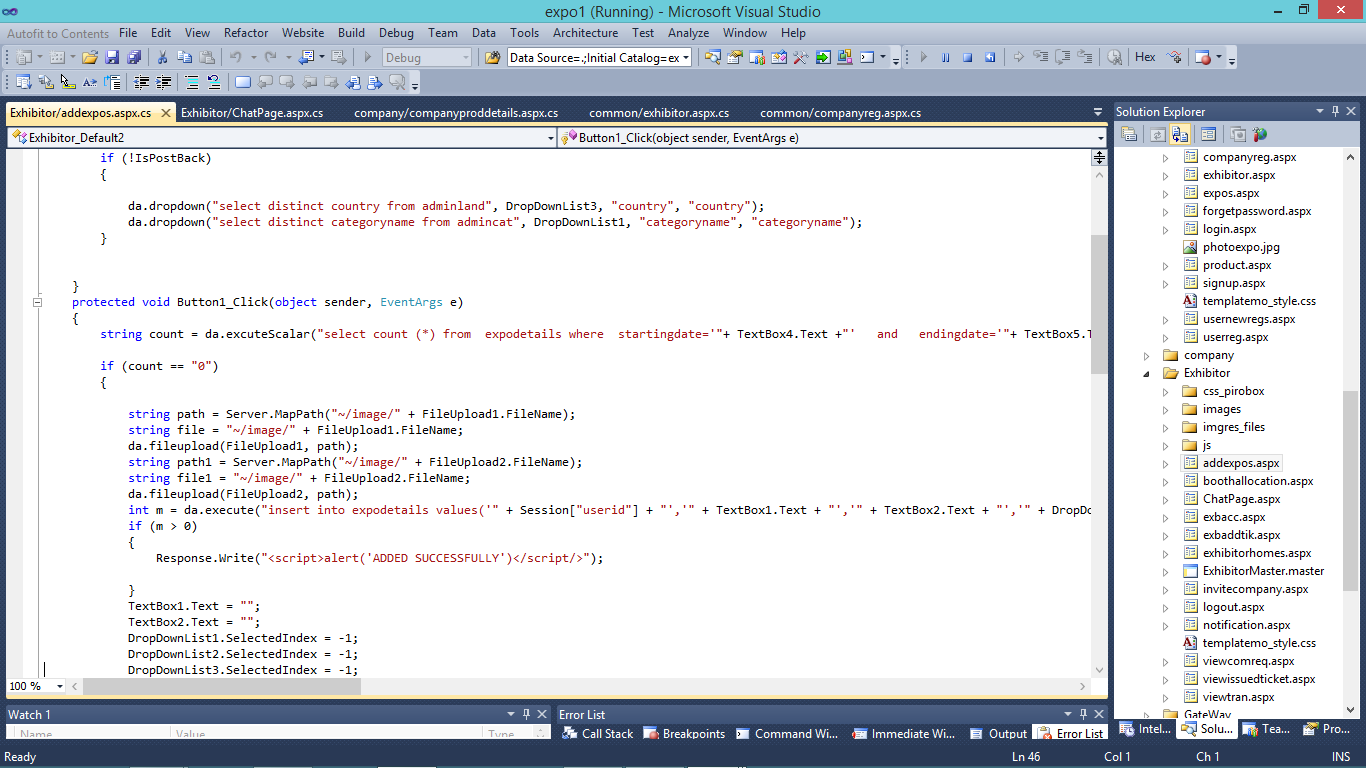 expo1 (Running) - Microsoft Visual Studio
Autofit to Contents File Edit View Refactor Website Build Debug Team Data Tools Architecture Test Analyze Window Help
Debug Data Source=.;Initial Catalog=ex Hex
Exhibitor/addexpos.aspx.cs Exhibitor/ChatPage.aspx.cs company/companyproddetails.aspx.cs common/exhibitor.aspx.cs common/companyreg.aspx.cs
Exhibitor_Default2 Button1_Click(object sender, EventArgs e)
if (!IsPostBack)
{
da.dropdown("select distinct country from adminland", DropDownList3, "country", "country");
da.dropdown("select distinct categoryname from admincat", DropDownList1, "categoryname", "categoryname");
}
}
protected void Button1_Click(object sender, EventArgs e)
{
string count = da.excuteScalar("select count (*) from  expodetails where  startingdate='"+ TextBox4.Text +"'   and   endingdate='"+ TextBox5.T
if (count == "0")
{
string path = Server.MapPath("~/image/" + FileUpload1.FileName);
string file = "~/image/" + FileUpload1.FileName;
da.fileupload(FileUpload1, path);
string path1 = Server.MapPath("~/image/" + FileUpload2.FileName);
string file1 = "~/image/" + FileUpload2.FileName;
da.fileupload(FileUpload2, path);
int m = da.execute("insert into expodetails values('" + Session["userid"] + "','" + TextBox1.Text + "','" + TextBox2.Text + "','" + DropDo
if (m > 0)
{
Response.Write("<script>alert('ADDED SUCCESSFULLY')</script/>");
}
TextBox1.Text = "";
TextBox2.Text = "";
DropDownList1.SelectedIndex = -1;
DropDownList2.SelectedIndex = -1;
DropDownList3.SelectedIndex = -1;
100 %
Solution Explorer
companyreg.aspx
exhibitor.aspx
expos.aspx
forgetpassword.aspx
login.aspx
photoexpo.jpg
product.aspx
signup.aspx
templatemo_style.css
usernewregs.aspx
userreg.aspx
company
Exhibitor
css_pirobox
images
imgres_files
js
addexpos.aspx
boothallocation.aspx
ChatPage.aspx
exbacc.aspx
exbaddtik.aspx
exhibitorhomes.aspx
ExhibitorMaster.master
invitecompany.aspx
logout.aspx
notification.aspx
templatemo_style.css
viewcomreq.aspx
viewissuedticket.aspx
viewtran.aspx
GateWay
Watch 1
Name Value Type
Error List
Call Stack Breakpoints Command Wi... Immediate Wi... Output Error List
Intel... Solu... Tea... Pro...
Ready Ln 46 Col 1 Ch 1 INS